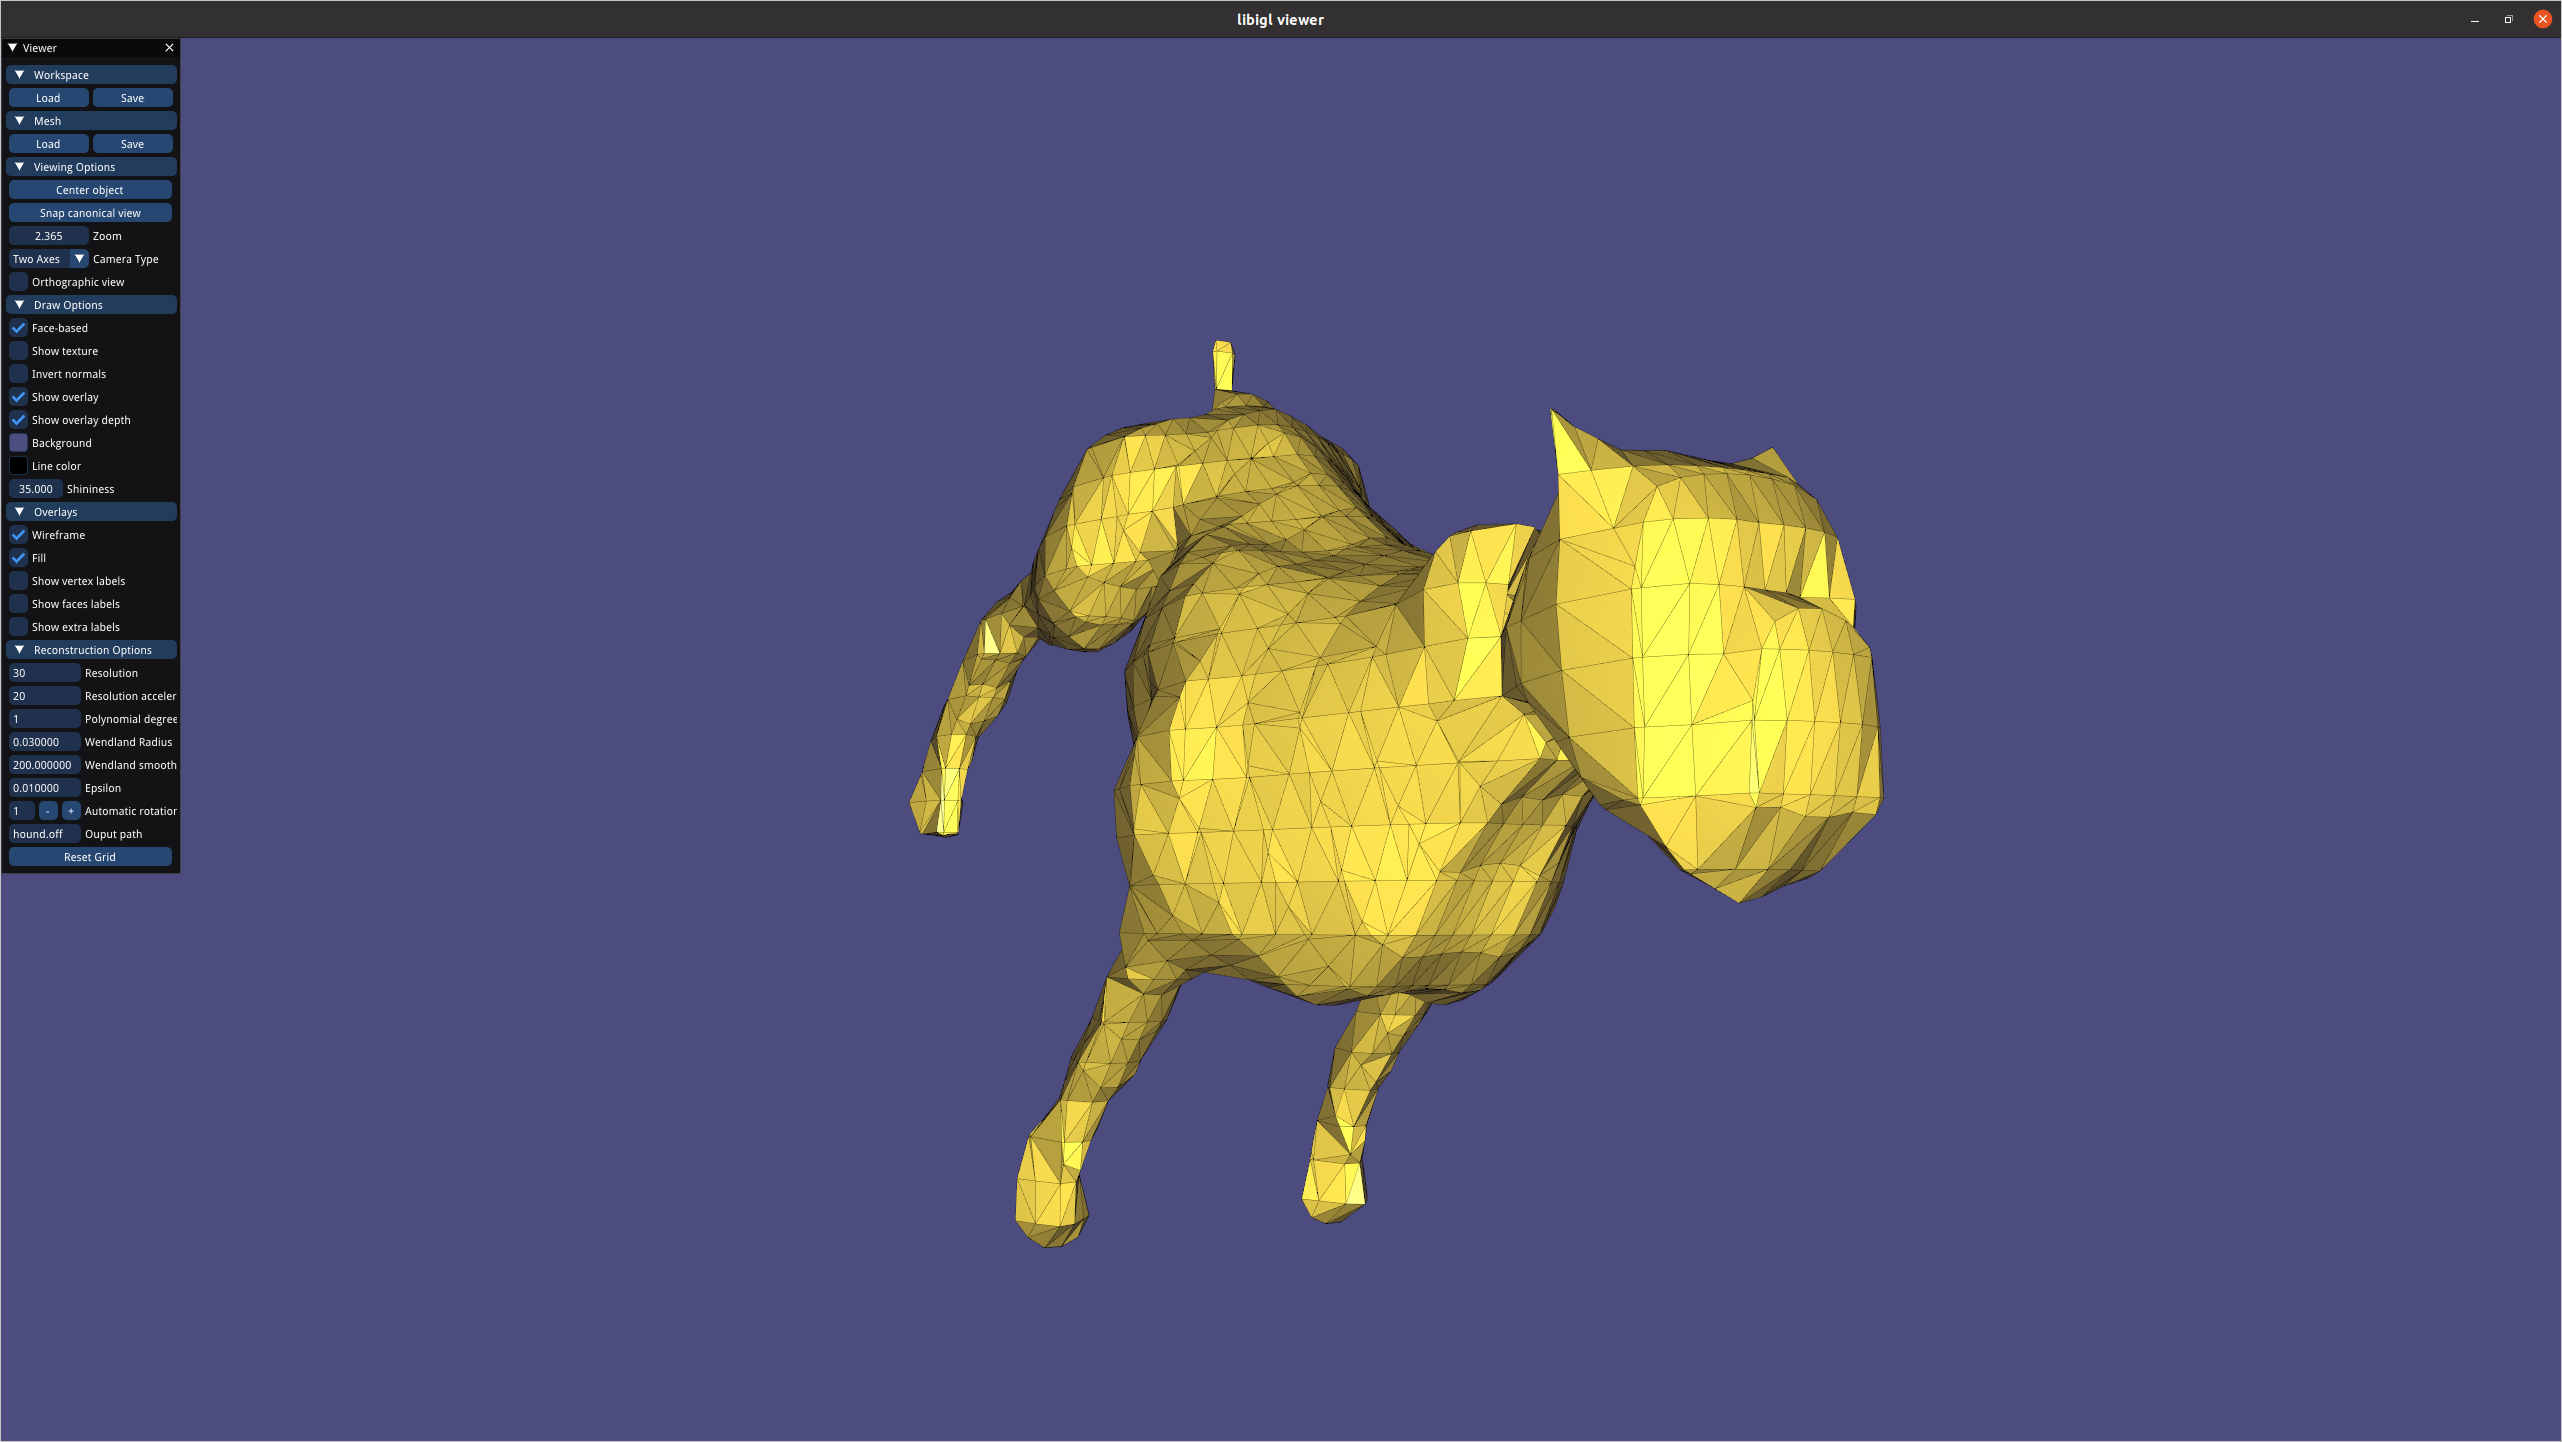 libigl viewer
Viewer
Workspace
Load Save
Mesh
Load Save
Viewing Options
Center object
Snap canonical view
2.365 Zoom
Two Axes Camera Type
Orthographic view
Draw Options
Face-based
Show texture
Invert normals
Show overlay
Show overlay depth
Background
Line color
35.000 Shininess
Overlays
Wireframe
Fill
Show vertex labels
Show faces labels
Show extra labels
Reconstruction Options
30 Resolution
20 Resolution acceler
1 Polynomial degree
0.030000 Wendland Radius
200.000000 Wendland smooth
0.010000 Epsilon
1 - + Automatic rotation
hound.off Ouput path
Reset Grid